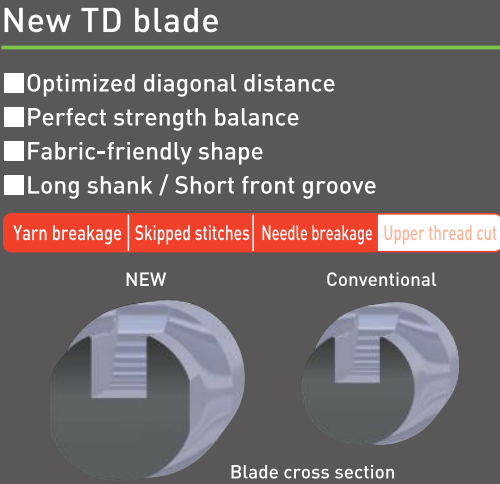 New TD blade
■Optimized diagonal distance
■Perfect strength balance
■Fabric-friendly shape
■Long shank / Short front groove
Yarn breakage Skipped stitches Needle breakage Upper thread cut
NEW Conventional
Blade cross section